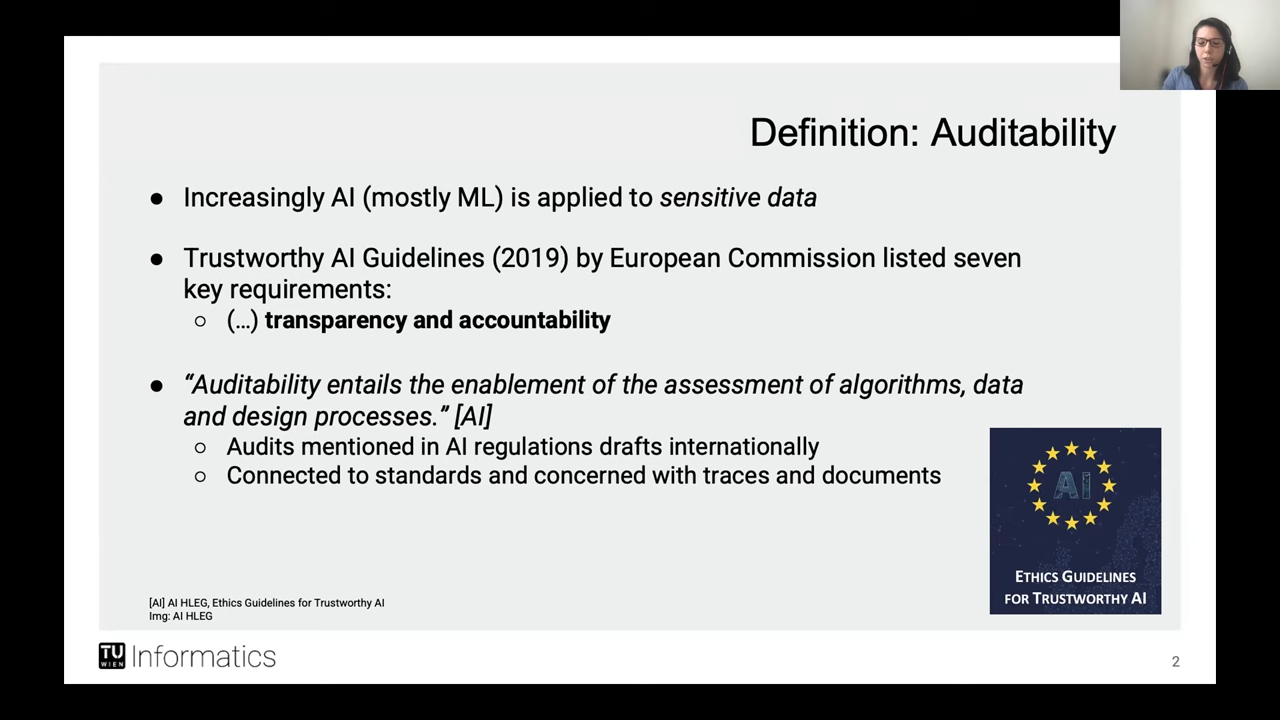 Definition: Auditability
● Increasingly AI (mostly ML) is applied to sensitive data
● Trustworthy AI Guidelines (2019) by European Commission listed seven
key requirements:
○ (…) transparency and accountability
● “Auditability entails the enablement of the assessment of algorithms, data
and design processes.” [AI]
○ Audits mentioned in AI regulations drafts internationally
○ Connected to standards and concerned with traces and documents
AI
ETHICS GUIDELINES
FOR TRUSTWORTHY AI
[AI] AI HLEG, Ethics Guidelines for Trustworthy AI
Img: AI HLEG
TU
WIEN
Informatics
2